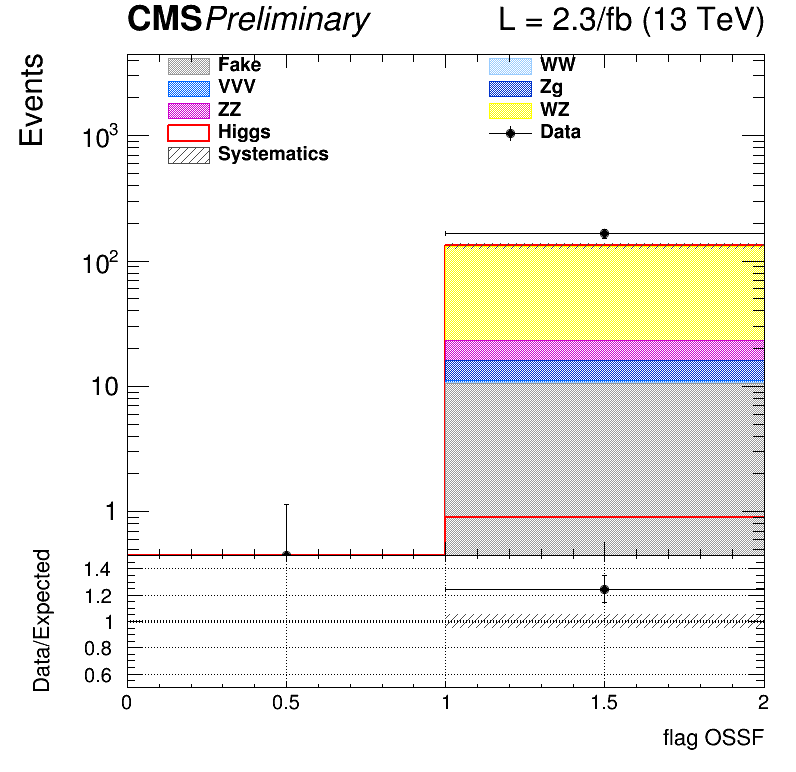 CMS Preliminary L = 2.3/fb (13 TeV)
Events
Fake WW
VVV Zg
ZZ WZ
Higgs Data
Systematics
10³
10²
10
1
Data/Expected
1.4
1.2
1
0.8
0.6
0 0.5 1 1.5 2
flag OSSF